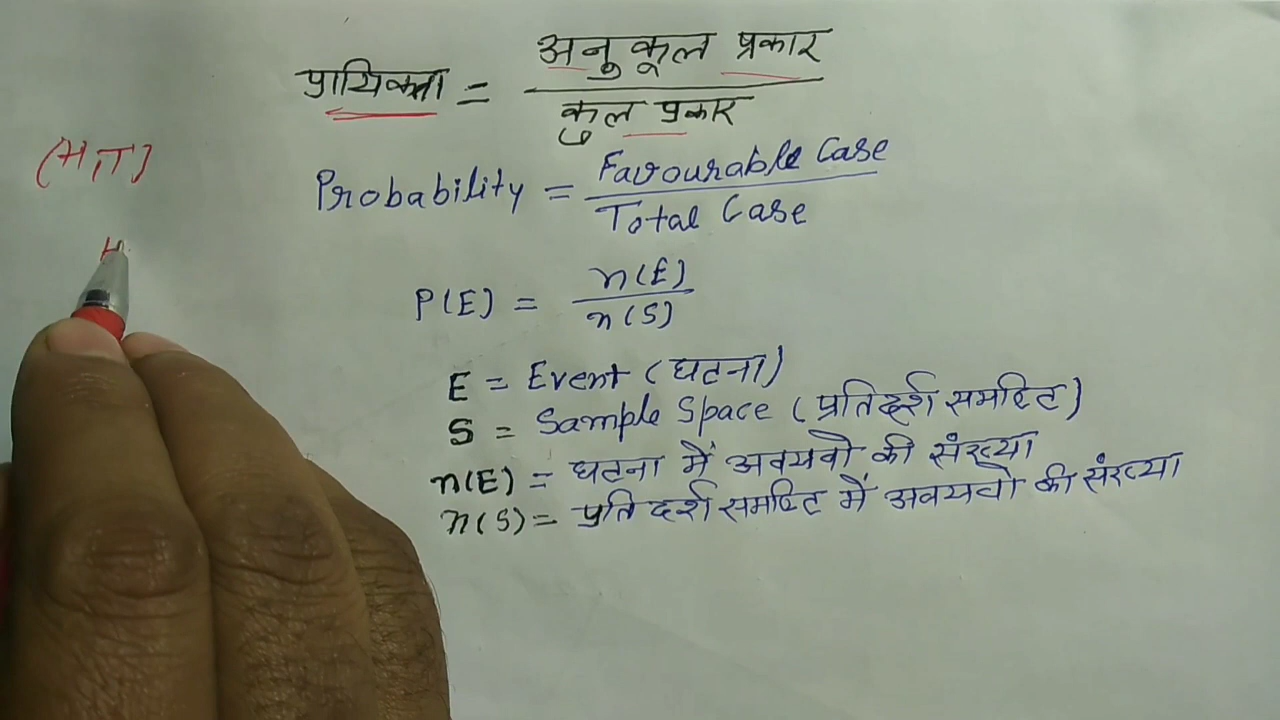 प्रायिकता = अनुकूल प्रकार / कुल प्रकार
(H,T)
Probability = Favourable Case / Total Case
H
P(E) = n(E) / n(S)
E = Event (घटना)
S = Sample Space (प्रतिदर्श समष्टि)
n(E) = घटना में अवयवो की संख्या
n(S) = प्रतिदर्श समष्टि में अवयवो की संख्या